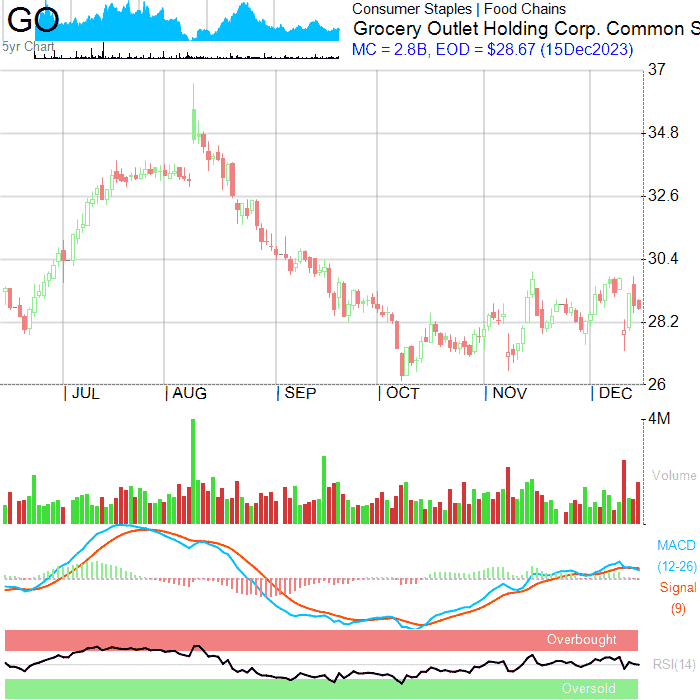 GO
5yr Chart
Consumer Staples | Food Chains
Grocery Outlet Holding Corp. Common S
MC = 2.8B, EOD = $28.67 (15Dec2023)
37
34.8
32.6
30.4
28.2
26
| JUL | AUG | SEP | OCT | NOV | DEC
4M
Volume
MACD
(12-26)
Signal
(9)
Overbought
RSI(14)
Oversold